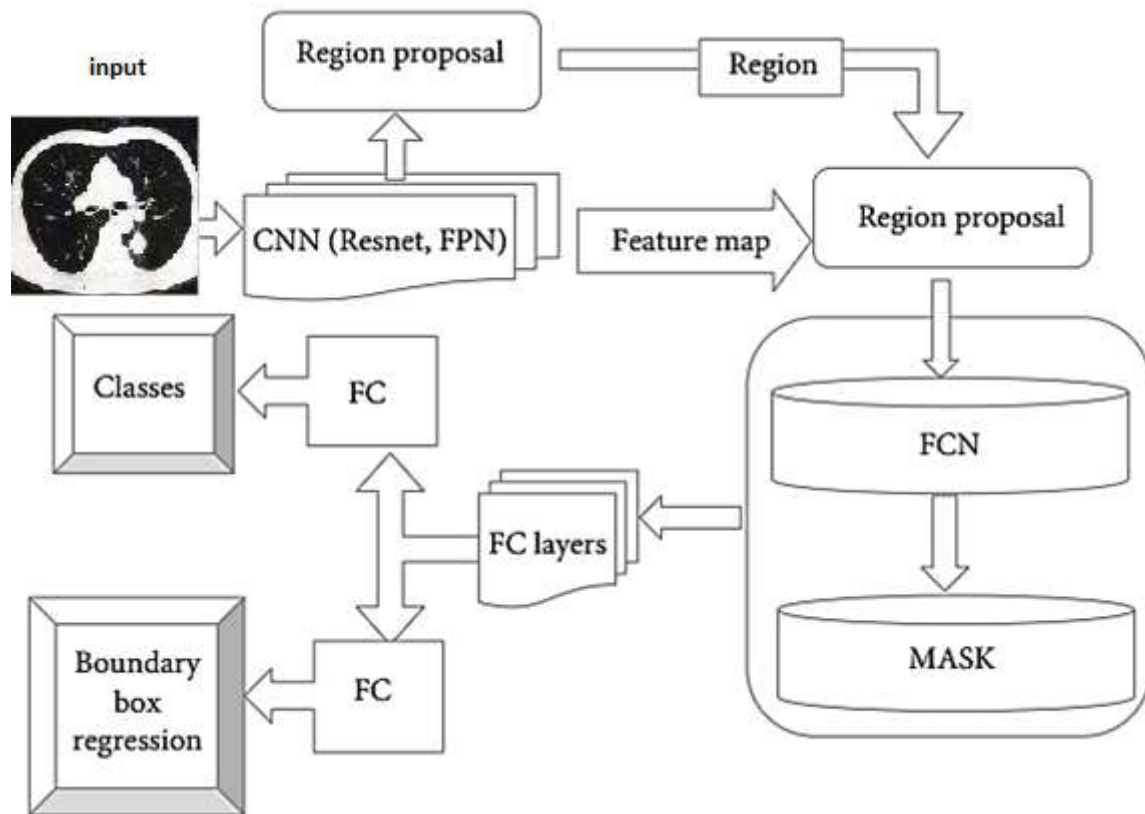 input
Region proposal
Region
CNN (Resnet, FPN)
Feature map
Region proposal
Classes
FC
FCN
FC layers
MASK
Boundary
box
regression
FC